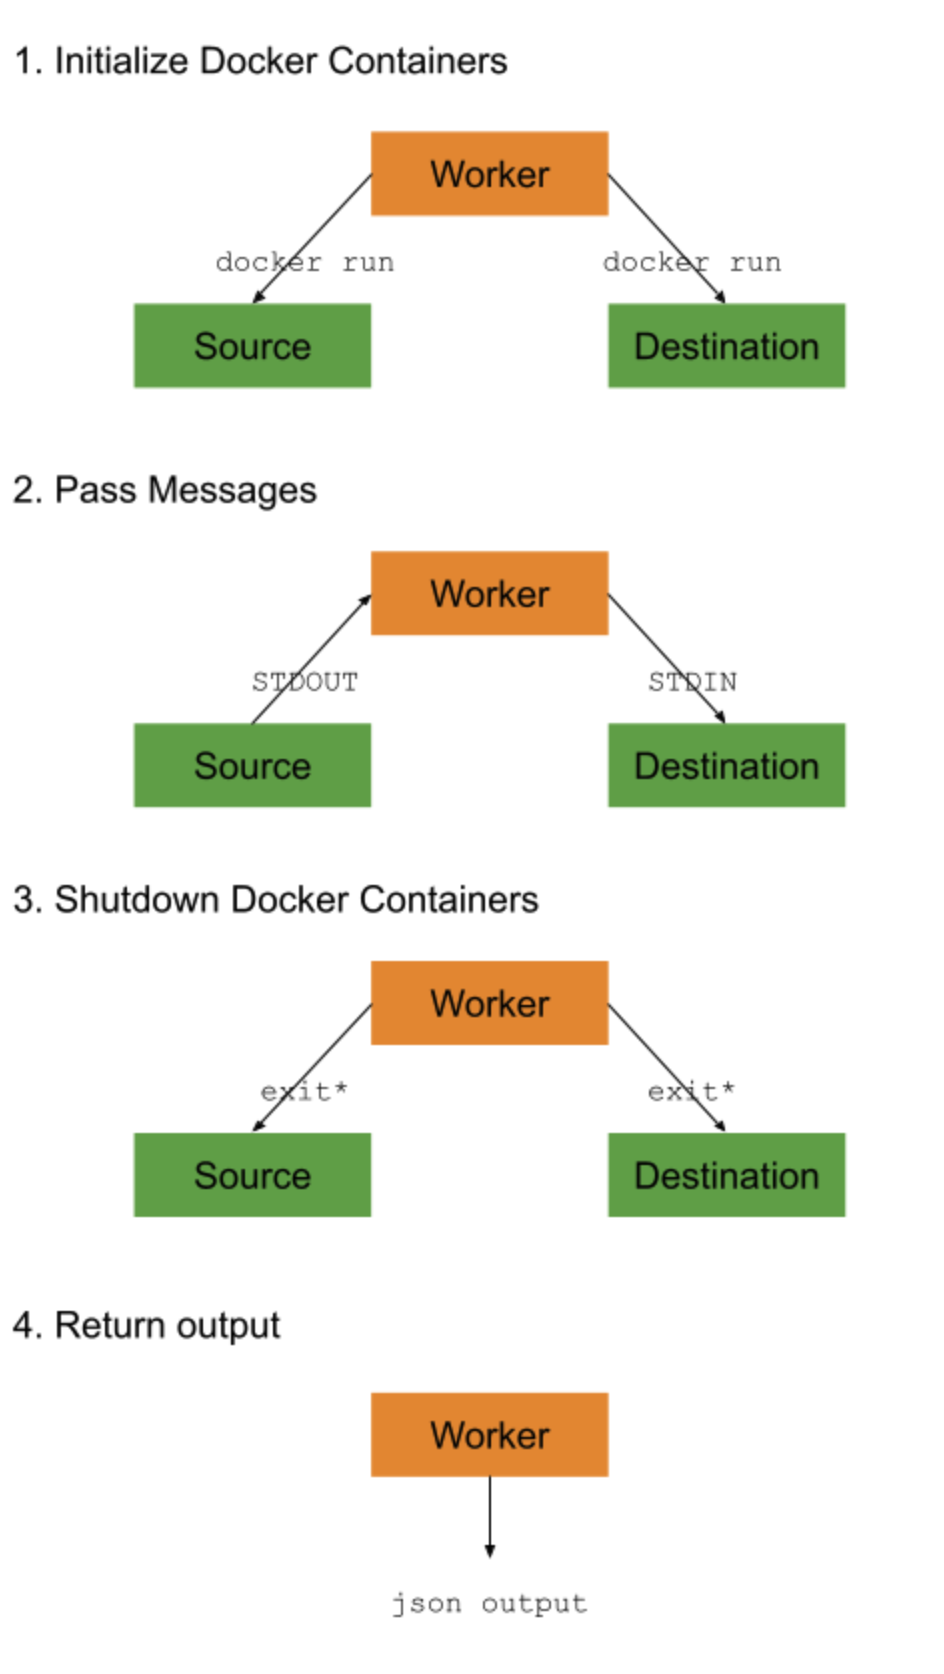 1. Initialize Docker Containers
Worker
docker run
docker run
Source
Destination
2. Pass Messages
Worker
STDOUT
STDIN
Source
Destination
3. Shutdown Docker Containers
Worker
exit*
exit*
Source
Destination
4. Return output
Worker
json output